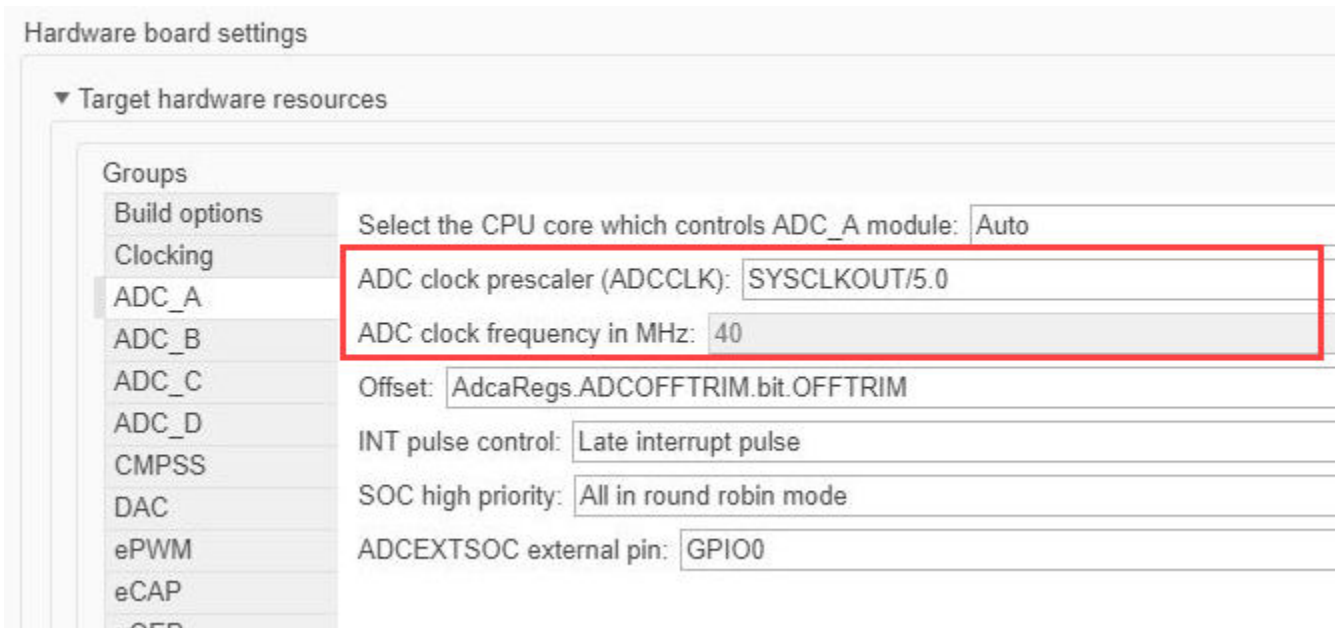 Hardware board settings
Target hardware resources
Groups
Build options
Clocking
ADC_A
ADC_B
ADC_C
ADC_D
CMPSS
DAC
ePWM
eCAP
Select the CPU core which controls ADC_A module: Auto
ADC clock prescaler (ADCCLK): SYSCLKOUT/5.0
ADC clock frequency in MHz: 40
Offset: AdcaRegs.ADCOFFTRIM.bit.OFFTRIM
INT pulse control: Late interrupt pulse
SOC high priority: All in round robin mode
ADCEXTSOC external pin: GPIO0